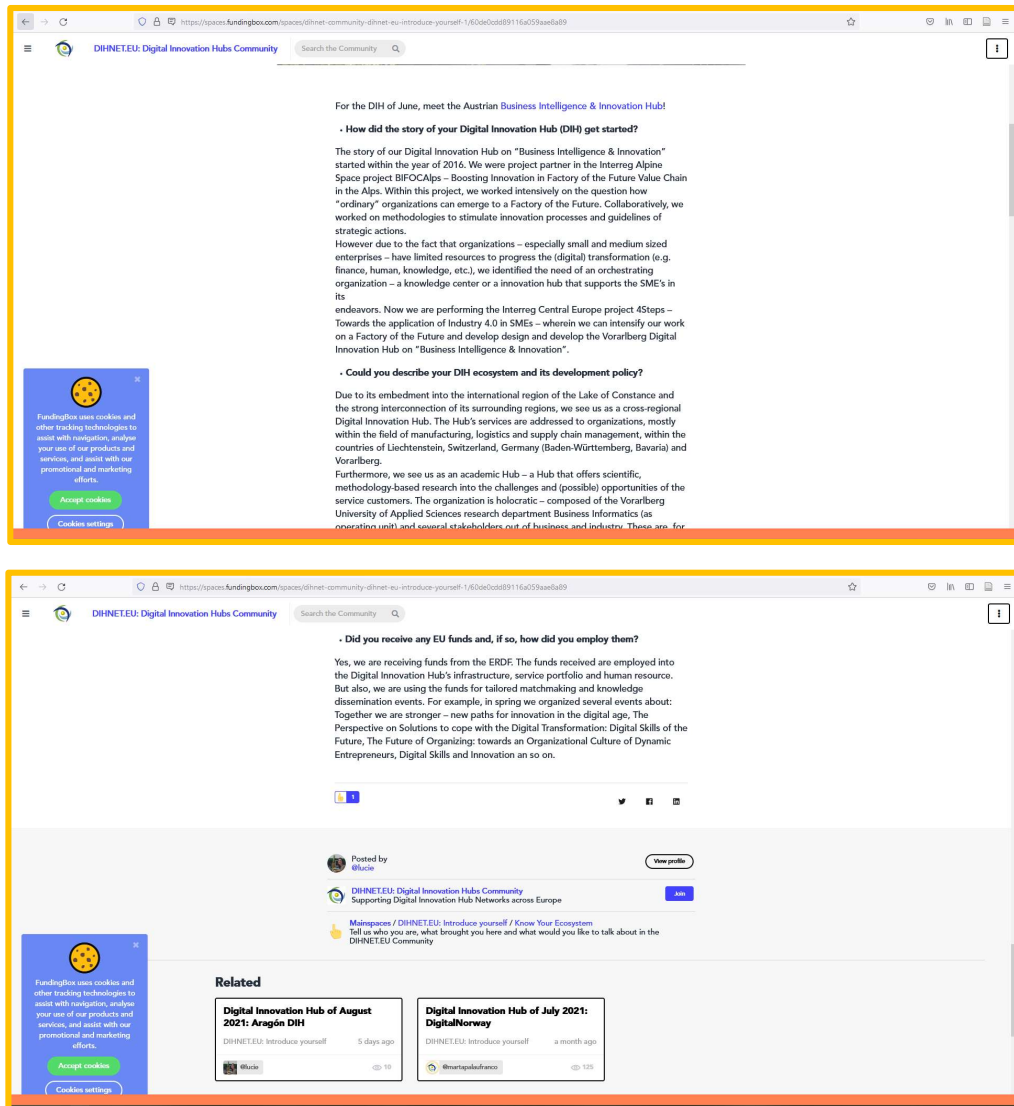 https://spaces.fundingbox.com/spaces/dihnet-community-dihnet-eu-introduce-yourself-1/60de0cdd89116a059aae8a89
DIHNET.EU: Digital Innovation Hubs Community
Search the Community
For the DIH of June, meet the Austrian Business Intelligence & Innovation Hub!
• How did the story of your Digital Innovation Hub (DIH) get started?
The story of our Digital Innovation Hub on "Business Intelligence & Innovation"
started within the year of 2016. We were project partner in the Interreg Alpine
Space project BIFOCAlps – Boosting Innovation in Factory of the Future Value Chain
in the Alps. Within this project, we worked intensively on the question how
"ordinary" organizations can emerge to a Factory of the Future. Collaboratively, we
worked on methodologies to stimulate innovation processes and guidelines of
strategic actions.
However due to the fact that organizations – especially small and medium sized
enterprises – have limited resources to progress the (digital) transformation (e.g.
finance, human, knowledge, etc.), we identified the need of an orchestrating
organization – a knowledge center or a innovation hub that supports the SME's in
its
endeavors. Now we are performing the Interreg Central Europe project 4Steps –
Towards the application of Industry 4.0 in SMEs – wherein we can intensify our work
on a Factory of the Future and develop design and develop the Vorarlberg Digital
Innovation Hub on "Business Intelligence & Innovation".
• Could you describe your DIH ecosystem and its development policy?
Due to its embedment into the international region of the Lake of Constance and
the strong interconnection of its surrounding regions, we see us as a cross-regional
Digital Innovation Hub. The Hub's services are addressed to organizations, mostly
within the field of manufacturing, logistics and supply chain management, within the
countries of Liechtenstein, Switzerland, Germany (Baden-Württemberg, Bavaria) and
Vorarlberg.
Furthermore, we see us as an academic Hub – a Hub that offers scientific,
methodology-based research into the challenges and (possible) opportunities of the
service customers. The organization is holocratic – composed of the Vorarlberg
University of Applied Sciences research department Business Informatics (as
operating unit) and several stakeholders out of business and industry. These are, for
FundingBox uses cookies and
other tracking technologies to
assist with navigation, analyse
your use of our products and
services, and assist with our
promotional and marketing
efforts.
Accept cookies
Cookies settings
https://spaces.fundingbox.com/spaces/dihnet-community-dihnet-eu-introduce-yourself-1/60de0cdd89116a059aae8a89
DIHNET.EU: Digital Innovation Hubs Community
Search the Community
• Did you receive any EU funds and, if so, how did you employ them?
Yes, we are receiving funds from the ERDF. The funds received are employed into
the Digital Innovation Hub's infrastructure, service portfolio and human resource.
But also, we are using the funds for tailored matchmaking and knowledge
dissemination events. For example, in spring we organized several events about:
Together we are stronger – new paths for innovation in the digital age, The
Perspective on Solutions to cope with the Digital Transformation: Digital Skills of the
Future, The Future of Organizing: towards an Organizational Culture of Dynamic
Entrepreneurs, Digital Skills and Innovation an so on.
1
Posted by
@lucie
View profile
DIHNET.EU: Digital Innovation Hubs Community
Supporting Digital Innovation Hub Networks across Europe
Join
Mainspaces / DIHNET.EU: Introduce yourself / Know Your Ecosystem
Tell us who you are, what brought you here and what would you like to talk about in the
DIHNET.EU Community
FundingBox uses cookies and
other tracking technologies to
assist with navigation, analyse
your use of our products and
services, and assist with our
promotional and marketing
efforts.
Accept cookies
Cookies settings
Related
Digital Innovation Hub of August
2021: Aragón DIH
DIHNET.EU: Introduce yourself 5 days ago
@lucie 10
Digital Innovation Hub of July 2021:
DigitalNorway
DIHNET.EU: Introduce yourself a month ago
@martapalaufranco 125